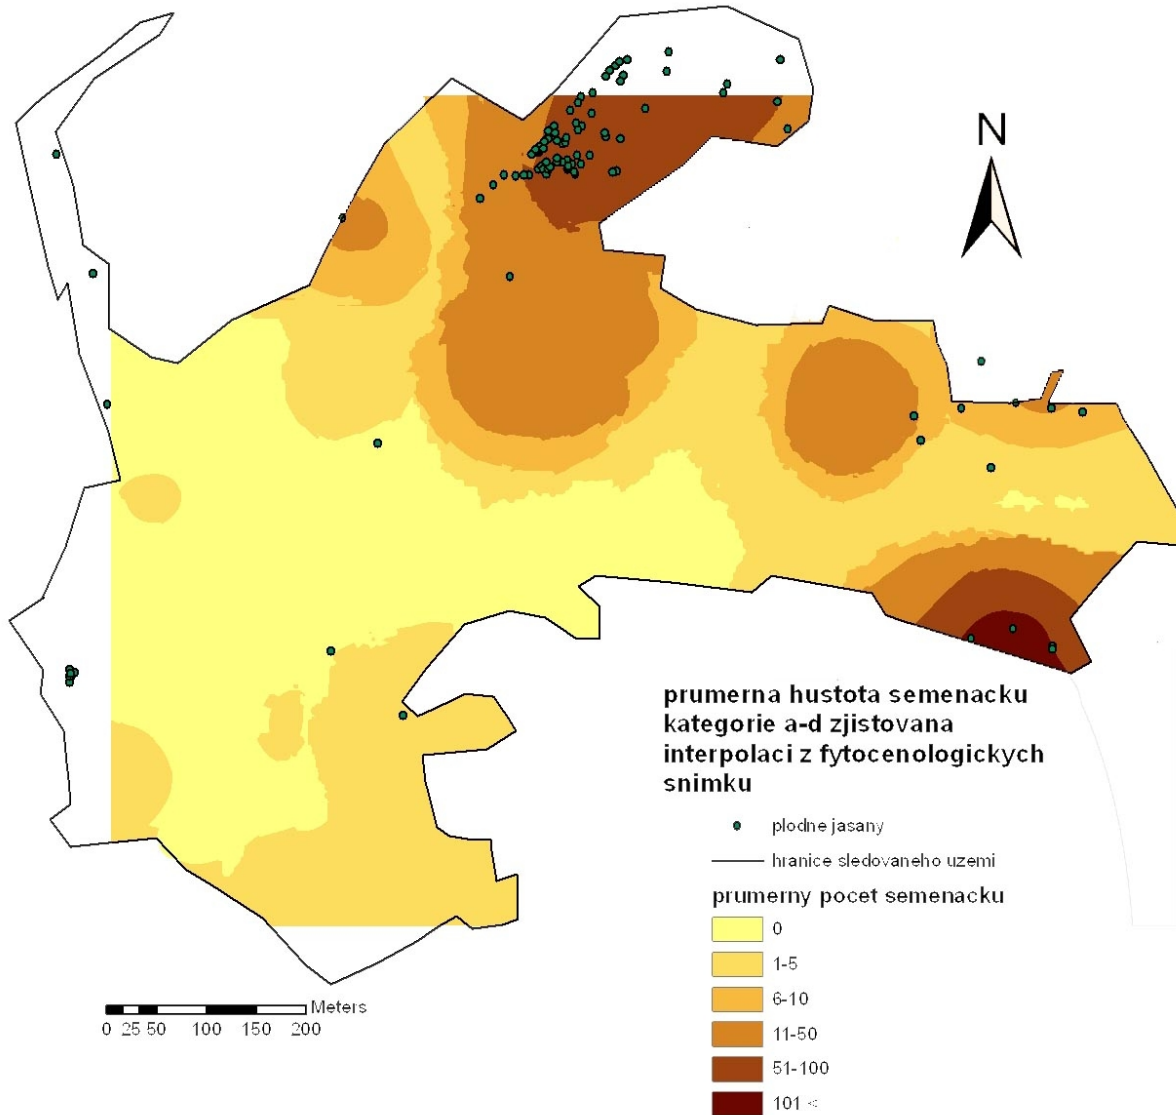 N
prumerna hustota semenacku
kategorie a-d zjistovana
interpolaci z fytocenologickych
snimku
plodne jasany
hranice sledovaneho uzemi
prumerny pocet semenacku
0
1-5
6-10
11-50
51-100
101 <
Meters
0 25 50 100 150 200